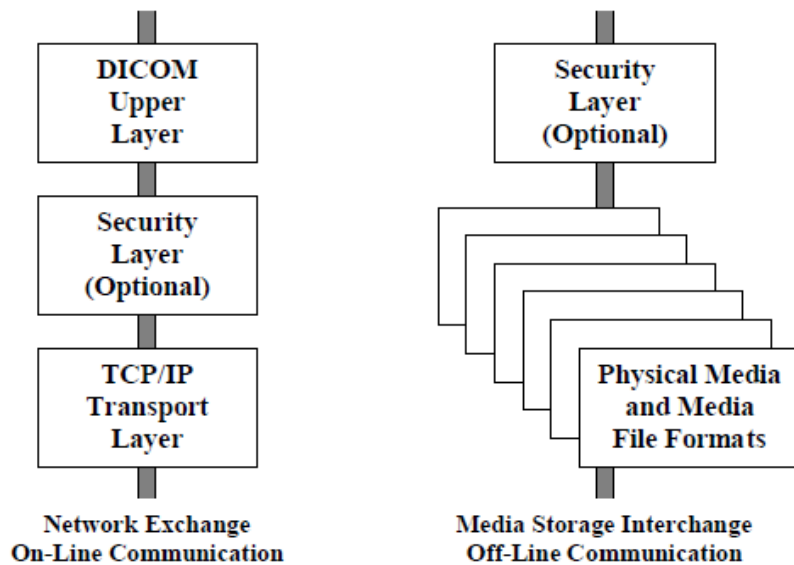 DICOM
Upper
Layer
Security
Layer
(Optional)
TCP/IP
Transport
Layer
Network Exchange
On-Line Communication
Security
Layer
(Optional)
Physical Media
and Media
File Formats
Media Storage Interchange
Off-Line Communication